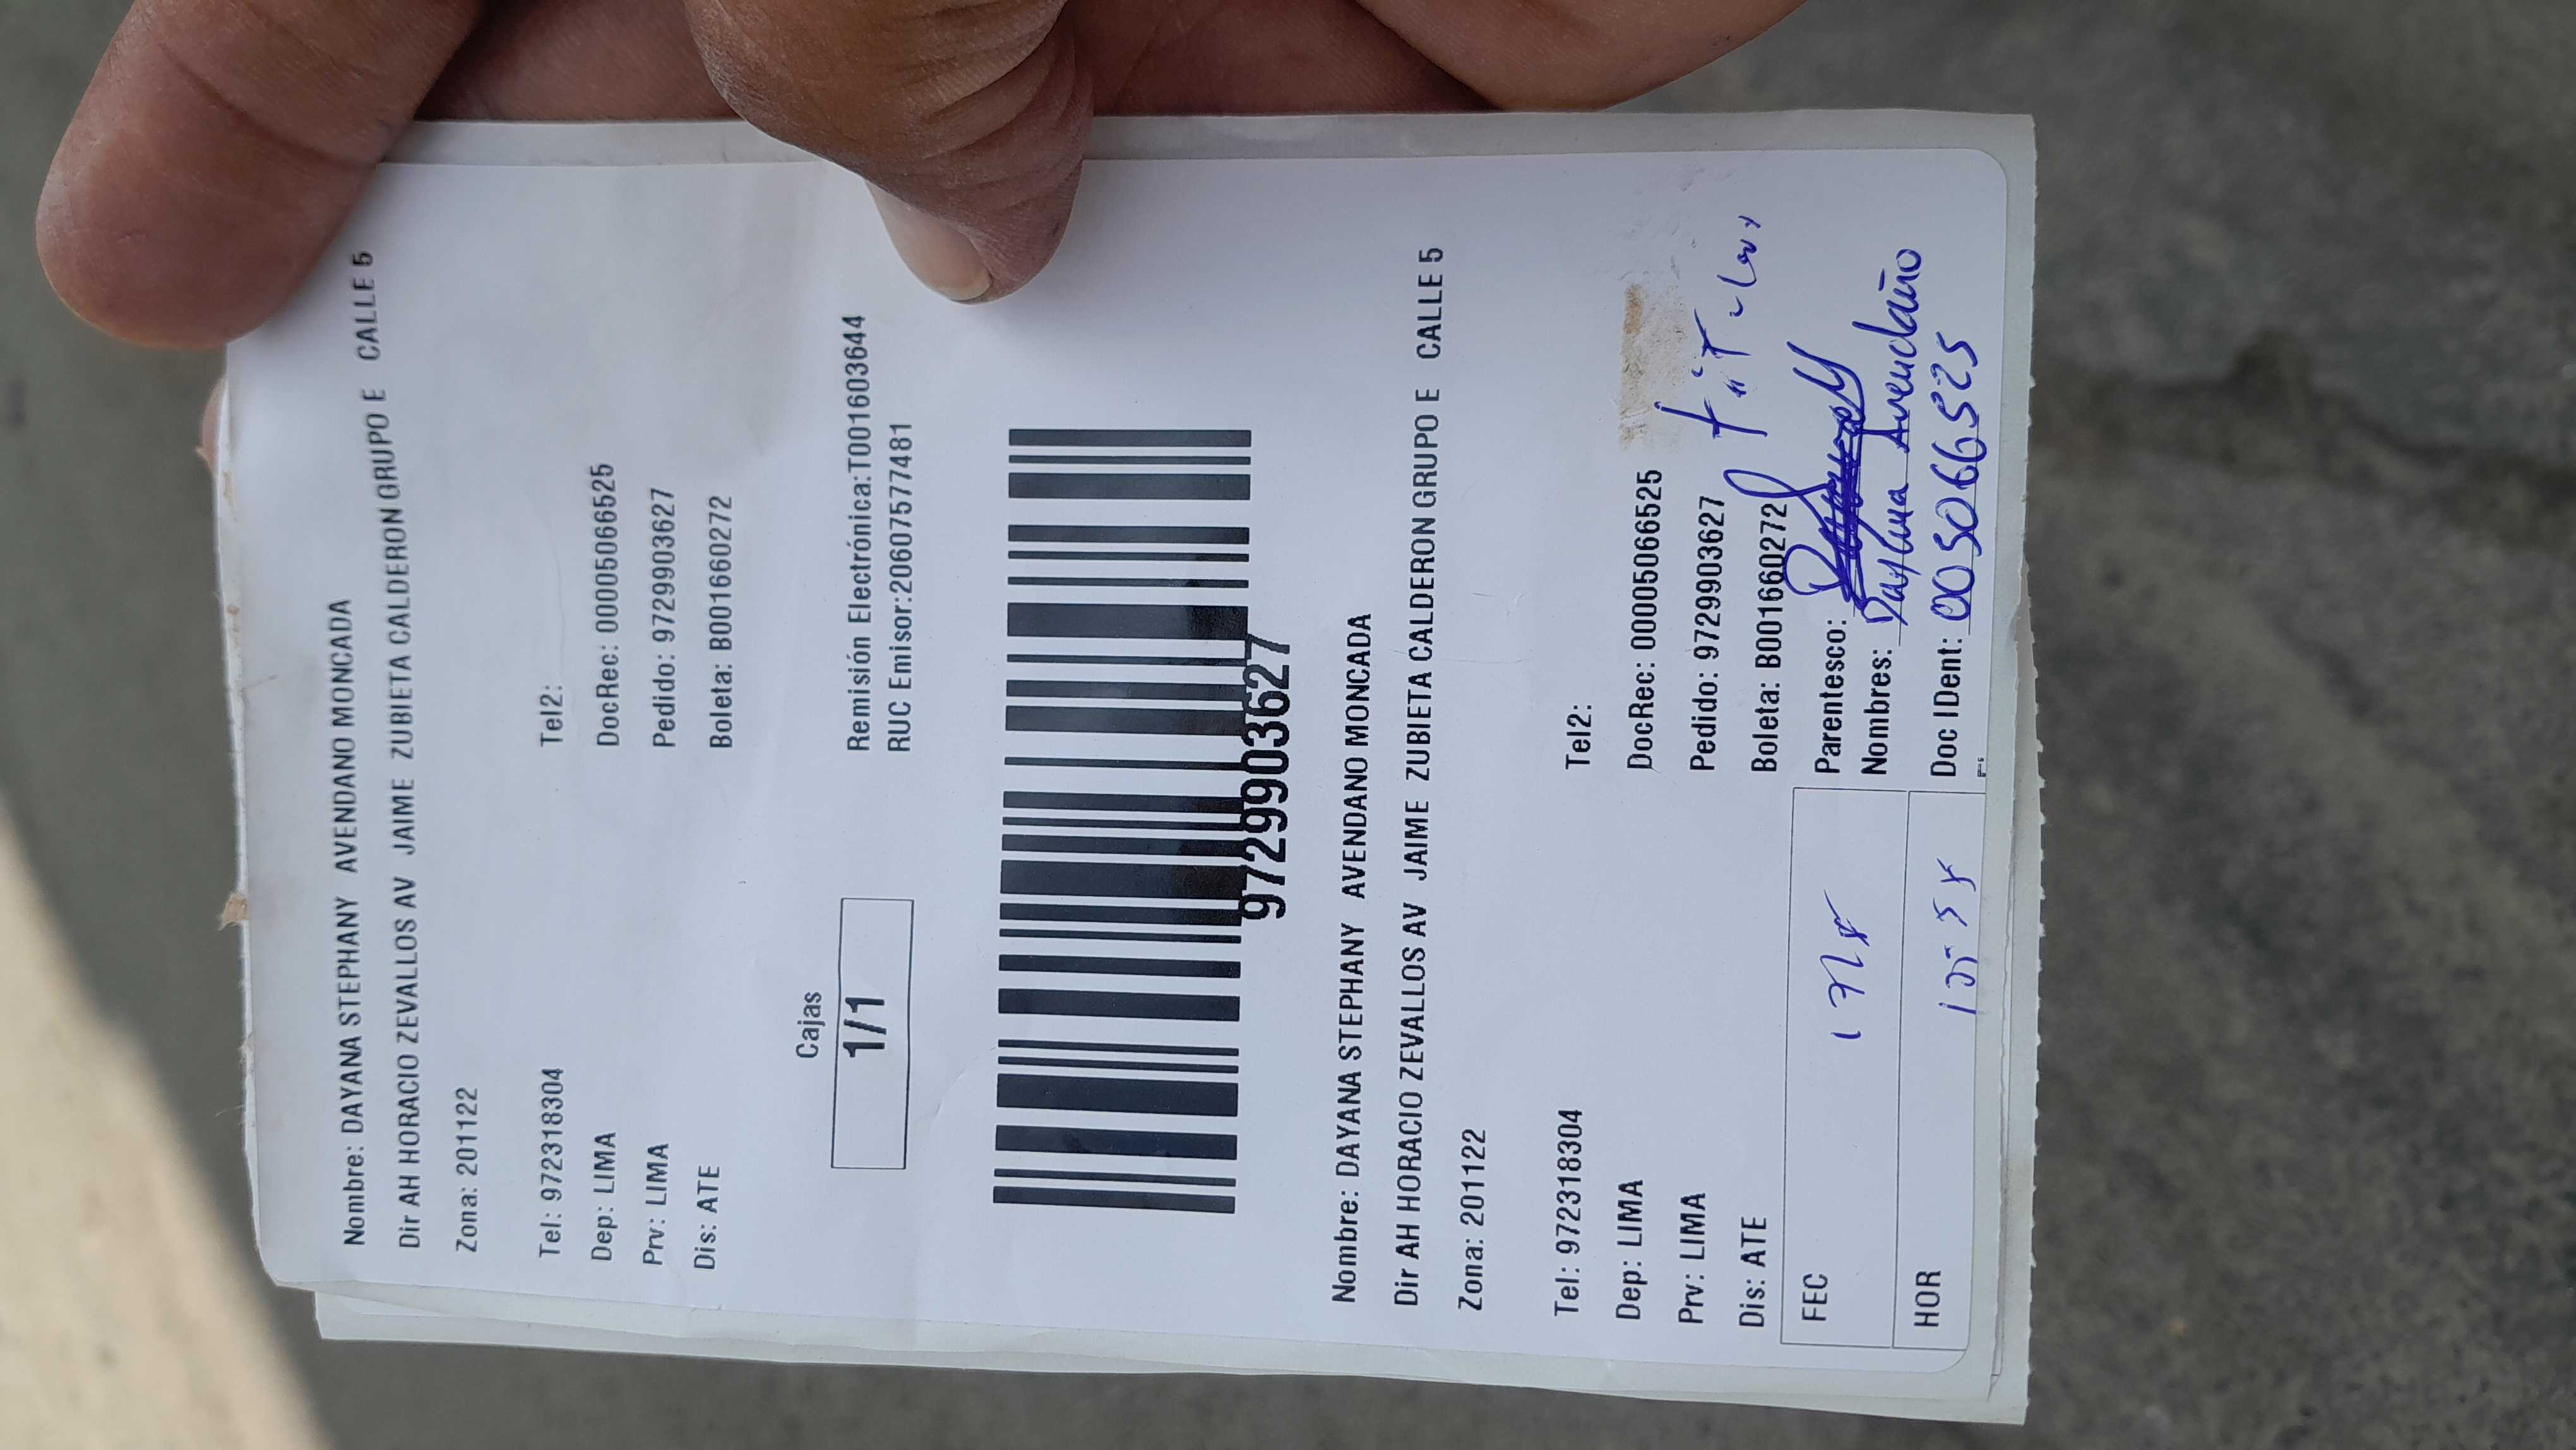 Nombre: DAYANA STEPHANY AVENDANO MONCADA
Dir AH HORACIO ZEVALLOS AV JAIME ZUBIETA CALDERON GRUPO E CALLE 5
Zona: 201122
Tel: 972318304 Tel2:
Dep: LIMA DocRec: 00005066525
Prv: LIMA Pedido: 9729903627
Dis: ATE Boleta: B001660272
Cajas
1/1
Remisión Electrónica:T001603644
RUC Emisor:20607577481
9729903627
Nombre: DAYANA STEPHANY AVENDANO MONCADA
Dir AH HORACIO ZEVALLOS AV JAIME ZUBIETA CALDERON GRUPO E CALLE 5
Zona: 201122
Tel: 972318304 Tel2:
Dep: LIMA DocRec: 00005066525
Prv: LIMA Pedido: 9729903627
Dis: ATE Boleta: B001660272
FEC Parentesco:
Nombres: Dayana Avendaño
HOR Doc IDent: 005066525